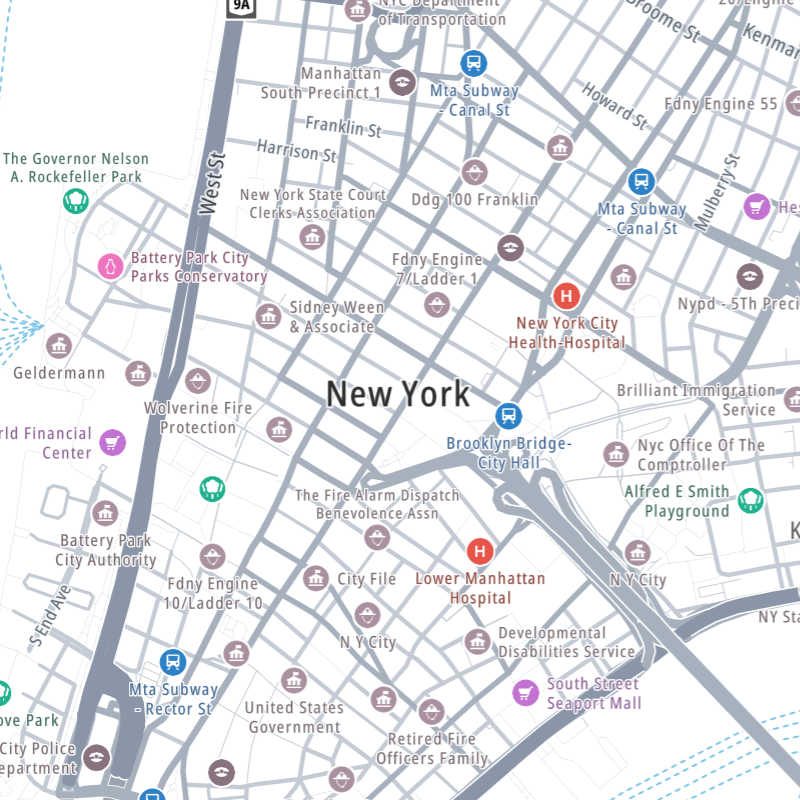 9A
NYC Department
of Transportation
Broome St
Kenmar
Manhattan
South Precinct 1
Mta Subway
- Canal St
Howard St
Fdny Engine 55
Franklin St
Harrison St
The Governor Nelson
A. Rockefeller Park
West St
New York State Court
Clerks Association
Ddg 100 Franklin
Mta Subway
- Canal St
Mulberry St
Hes
Battery Park City
Parks Conservatory
Fdny Engine
7/Ladder 1
Nypd - 5Th Preci
Sidney Ween
& Associate
New York City
Health-Hospital
Geldermann
New York
Wolverine Fire
Protection
Brilliant Immigration
Service
rld Financial
Center
Brooklyn Bridge-
City Hall
Nyc Office Of The
Comptroller
The Fire Alarm Dispatch
Benevolence Assn
Alfred E Smith
Playground
Battery Park
City Authority
K
Fdny Engine
10/Ladder 10
City File
Lower Manhattan
Hospital
N Y City
S End Ave
N Y City
NY Sta
Developmental
Disabilities Service
Mta Subway
- Rector St
South Street
Seaport Mall
United States
Government
ove Park
Retired Fire
Officers Family
City Police
epartment